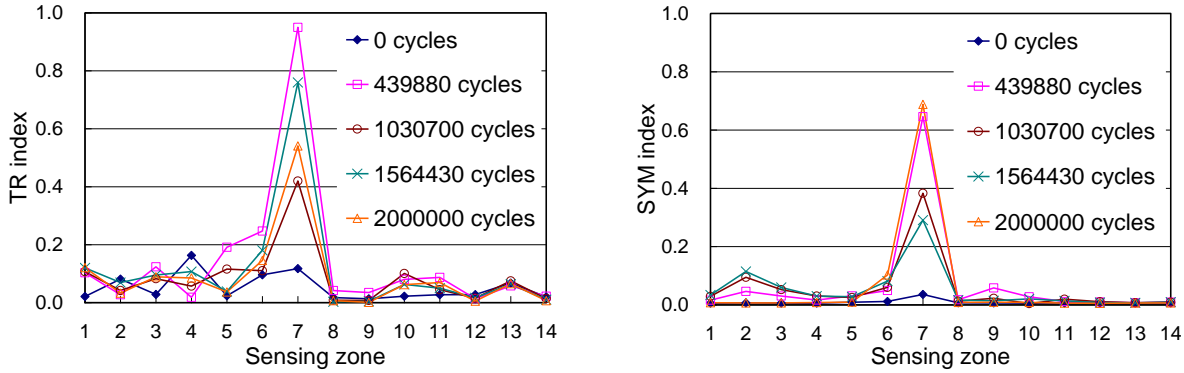 TR index
1.0
0.8
0.6
0.4
0.2
0.0
0 cycles
439880 cycles
1030700 cycles
1564430 cycles
2000000 cycles
1 2 3 4 5 6 7 8 9 10 11 12 13 14
Sensing zone
SYM index
1.0
0.8
0.6
0.4
0.2
0.0
0 cycles
439880 cycles
1030700 cycles
1564430 cycles
2000000 cycles
1 2 3 4 5 6 7 8 9 10 11 12 13 14
Sensing zone